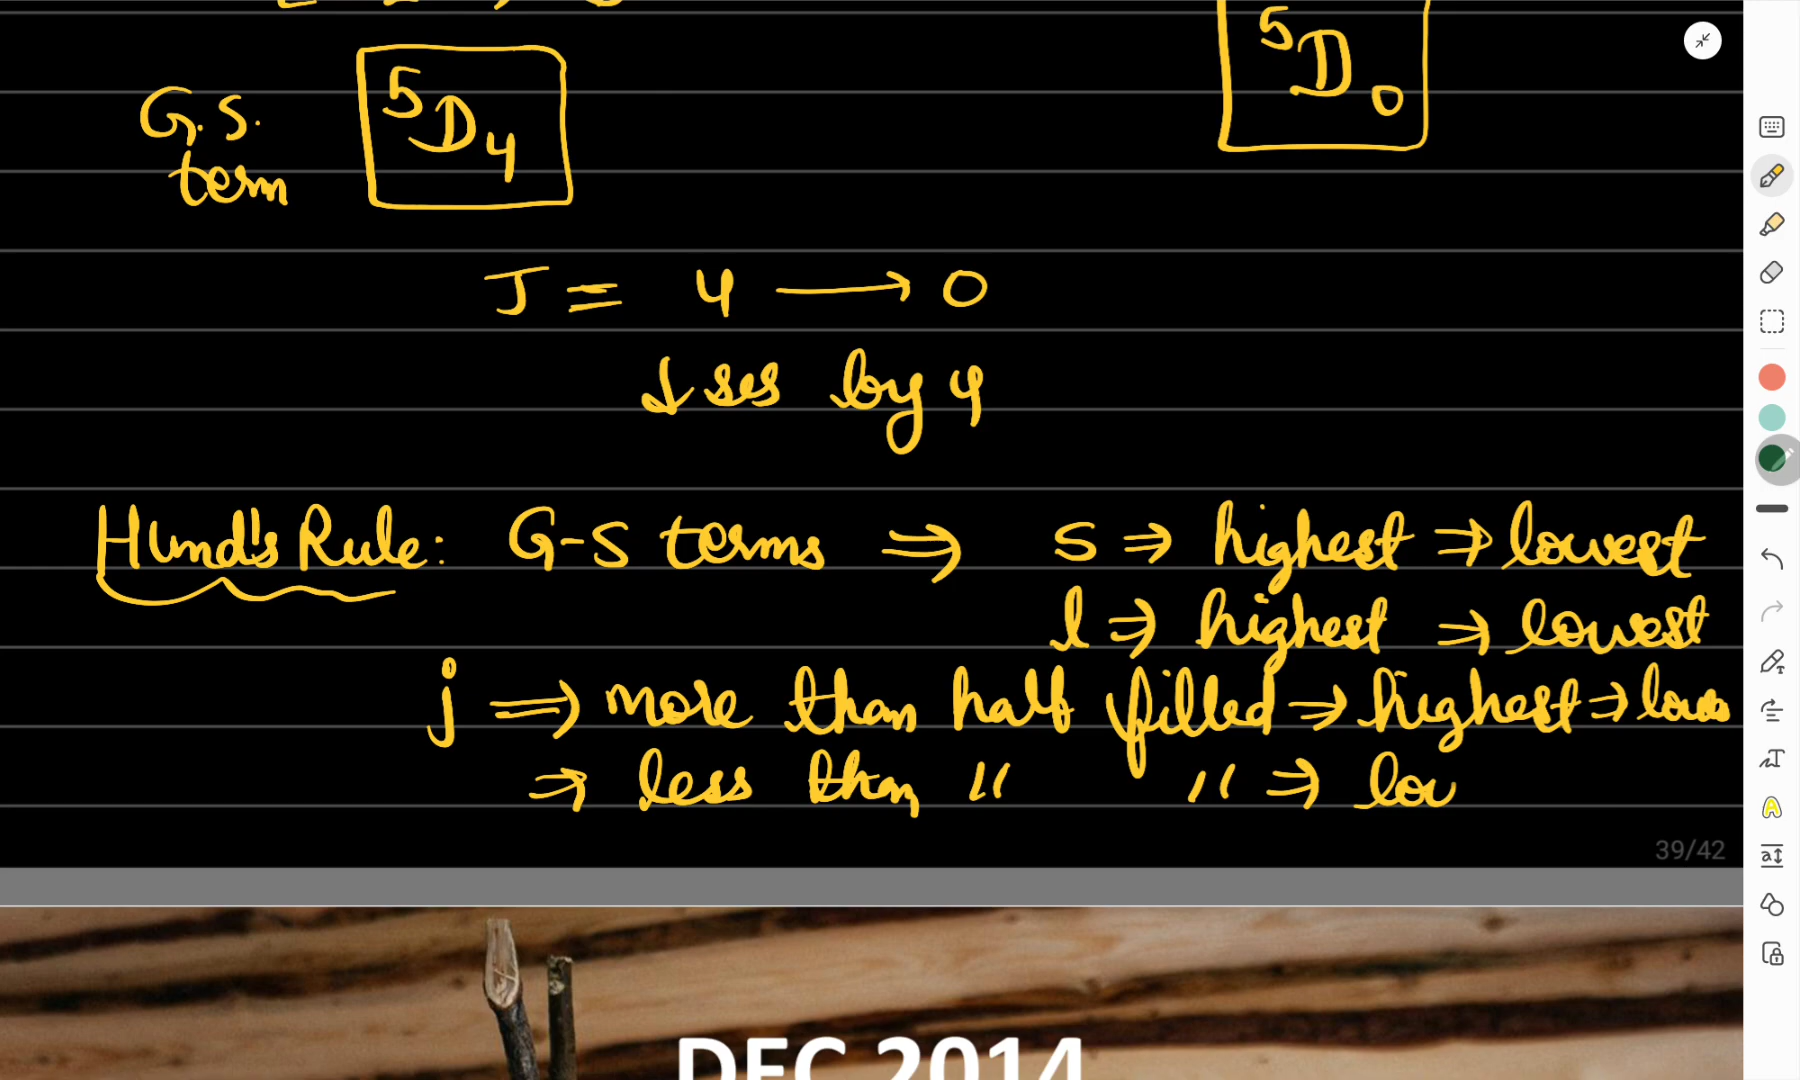 5D0
G.S. 5D4
term
J = 4 → 0
↓ses by 4
Hund's Rule: G-S terms ⇒ S ⇒ highest ⇒ lowest
l ⇒ highest ⇒ lowest
j ⇒ more than half filled → highest ⇒ lowes
⇒ less than " " ⇒ low
39/42
DEC 2014